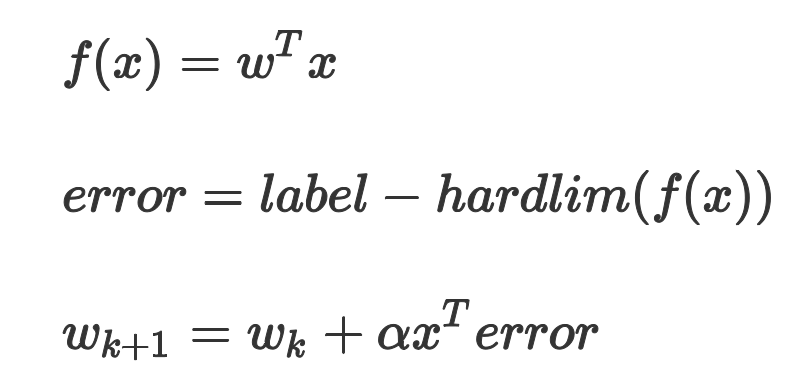 f(x) = w^T x
error = label − hardlim(f(x))
w_{k+1} = w_k + αx^T error